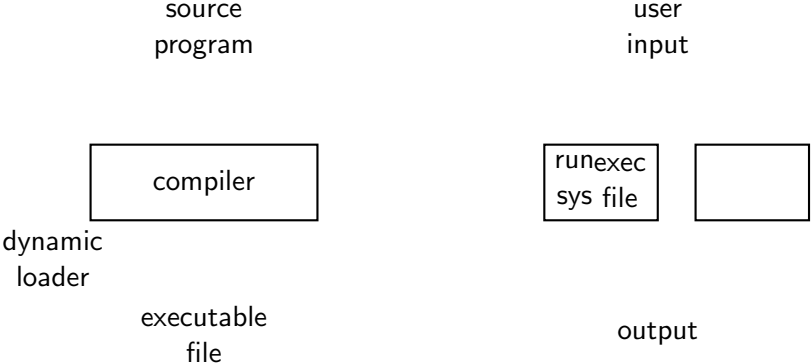 source
program
user
input
compiler
run exec
sys file
dynamic
loader
executable
file
output